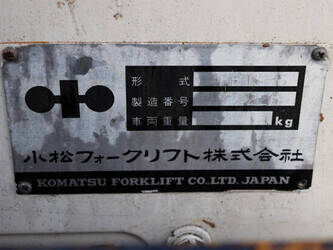 形式
製造番号
車両重量 kg
小松フォークリフト株式会社
KOMATSU FORKLIFT CO.,LTD. JAPAN